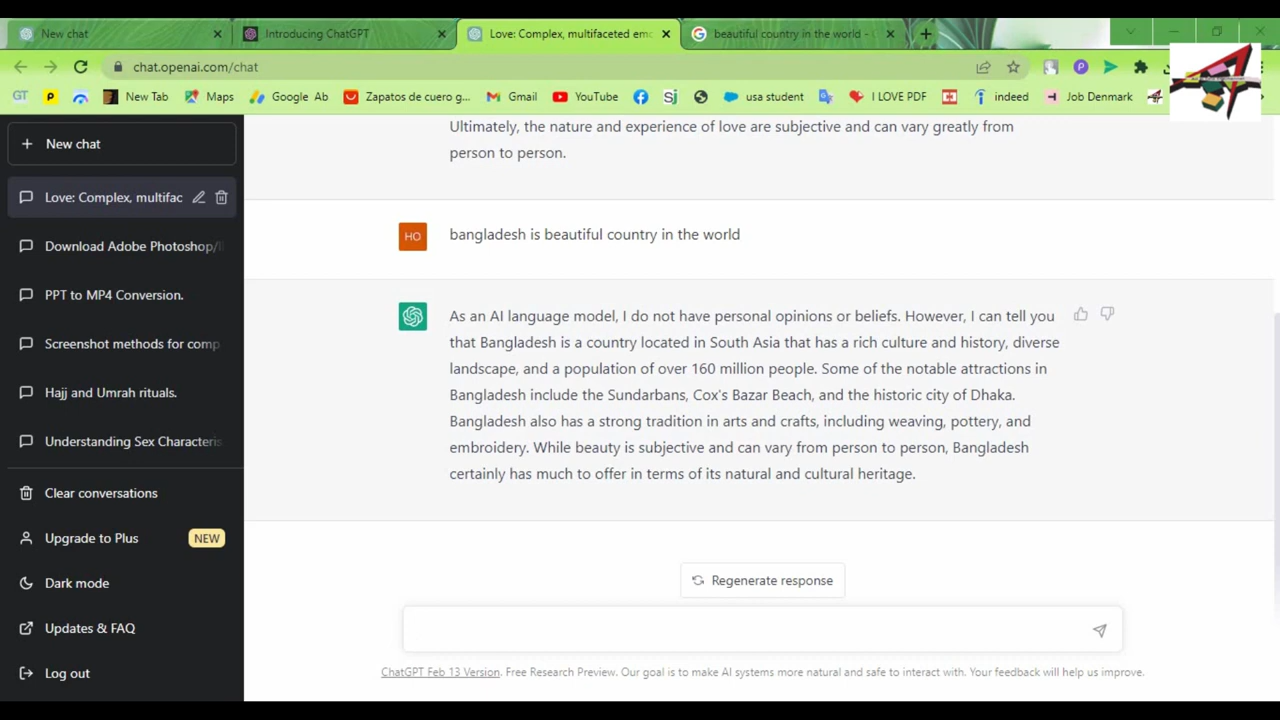 New chat
Introducing ChatGPT
Love: Complex, multifaceted emo
beautiful country in the world - G
chat.openai.com/chat
GT
P
New Tab
Maps
Google Ab
Zapatos de cuero g...
Gmail
YouTube
Sj
usa student
I LOVE PDF
indeed
Job Denmark
New chat
Love: Complex, multifac
Download Adobe Photoshop/I
PPT to MP4 Conversion.
Screenshot methods for comp
Hajj and Umrah rituals.
Understanding Sex Characteris
Clear conversations
Upgrade to Plus
NEW
Dark mode
Updates & FAQ
Log out
Ultimately, the nature and experience of love are subjective and can vary greatly from
person to person.
HO
bangladesh is beautiful country in the world
As an AI language model, I do not have personal opinions or beliefs. However, I can tell you
that Bangladesh is a country located in South Asia that has a rich culture and history, diverse
landscape, and a population of over 160 million people. Some of the notable attractions in
Bangladesh include the Sundarbans, Cox's Bazar Beach, and the historic city of Dhaka.
Bangladesh also has a strong tradition in arts and crafts, including weaving, pottery, and
embroidery. While beauty is subjective and can vary from person to person, Bangladesh
certainly has much to offer in terms of its natural and cultural heritage.
Regenerate response
ChatGPT Feb 13 Version. Free Research Preview. Our goal is to make AI systems more natural and safe to interact with. Your feedback will help us improve.